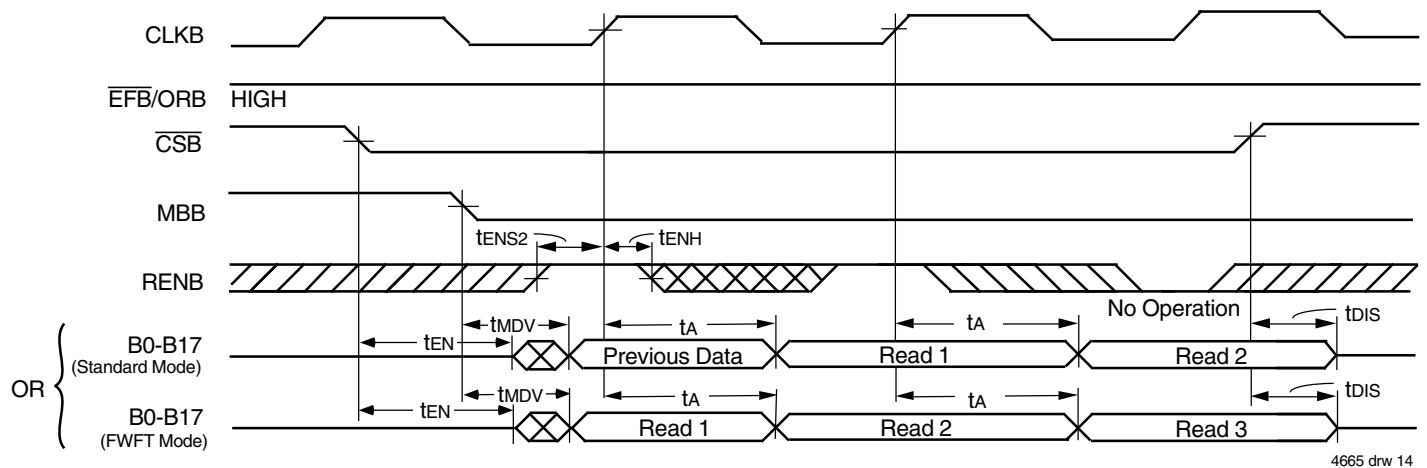 CLKB
EFB/ORB HIGH
CSB
MBB
tENS2 tENH
RENB
No Operation
tMDV tA tA tDIS
tEN
B0-B17
(Standard Mode)
Previous Data Read 1 Read 2
OR
tMDV tA tA tDIS
tEN
B0-B17
(FWFT Mode)
Read 1 Read 2 Read 3
4665 drw 14